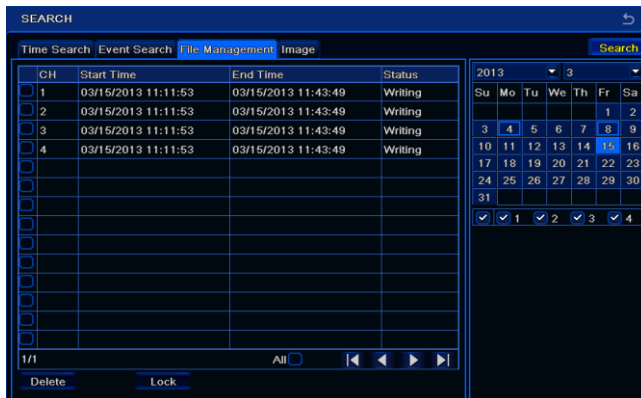 SEARCH
Time Search Event Search File Management Image Search
CH Start Time End Time Status
1 03/15/2013 11:11:53 03/15/2013 11:43:49 Writing
2 03/15/2013 11:11:53 03/15/2013 11:43:49 Writing
3 03/15/2013 11:11:53 03/15/2013 11:43:49 Writing
4 03/15/2013 11:11:53 03/15/2013 11:43:49 Writing
1/1 All
Delete Lock
2013 3
Su Mo Tu We Th Fr Sa
1 2
3 4 5 6 7 8 9
10 11 12 13 14 15 16
17 18 19 20 21 22 23
24 25 26 27 28 29 30
31
1 2 3 4